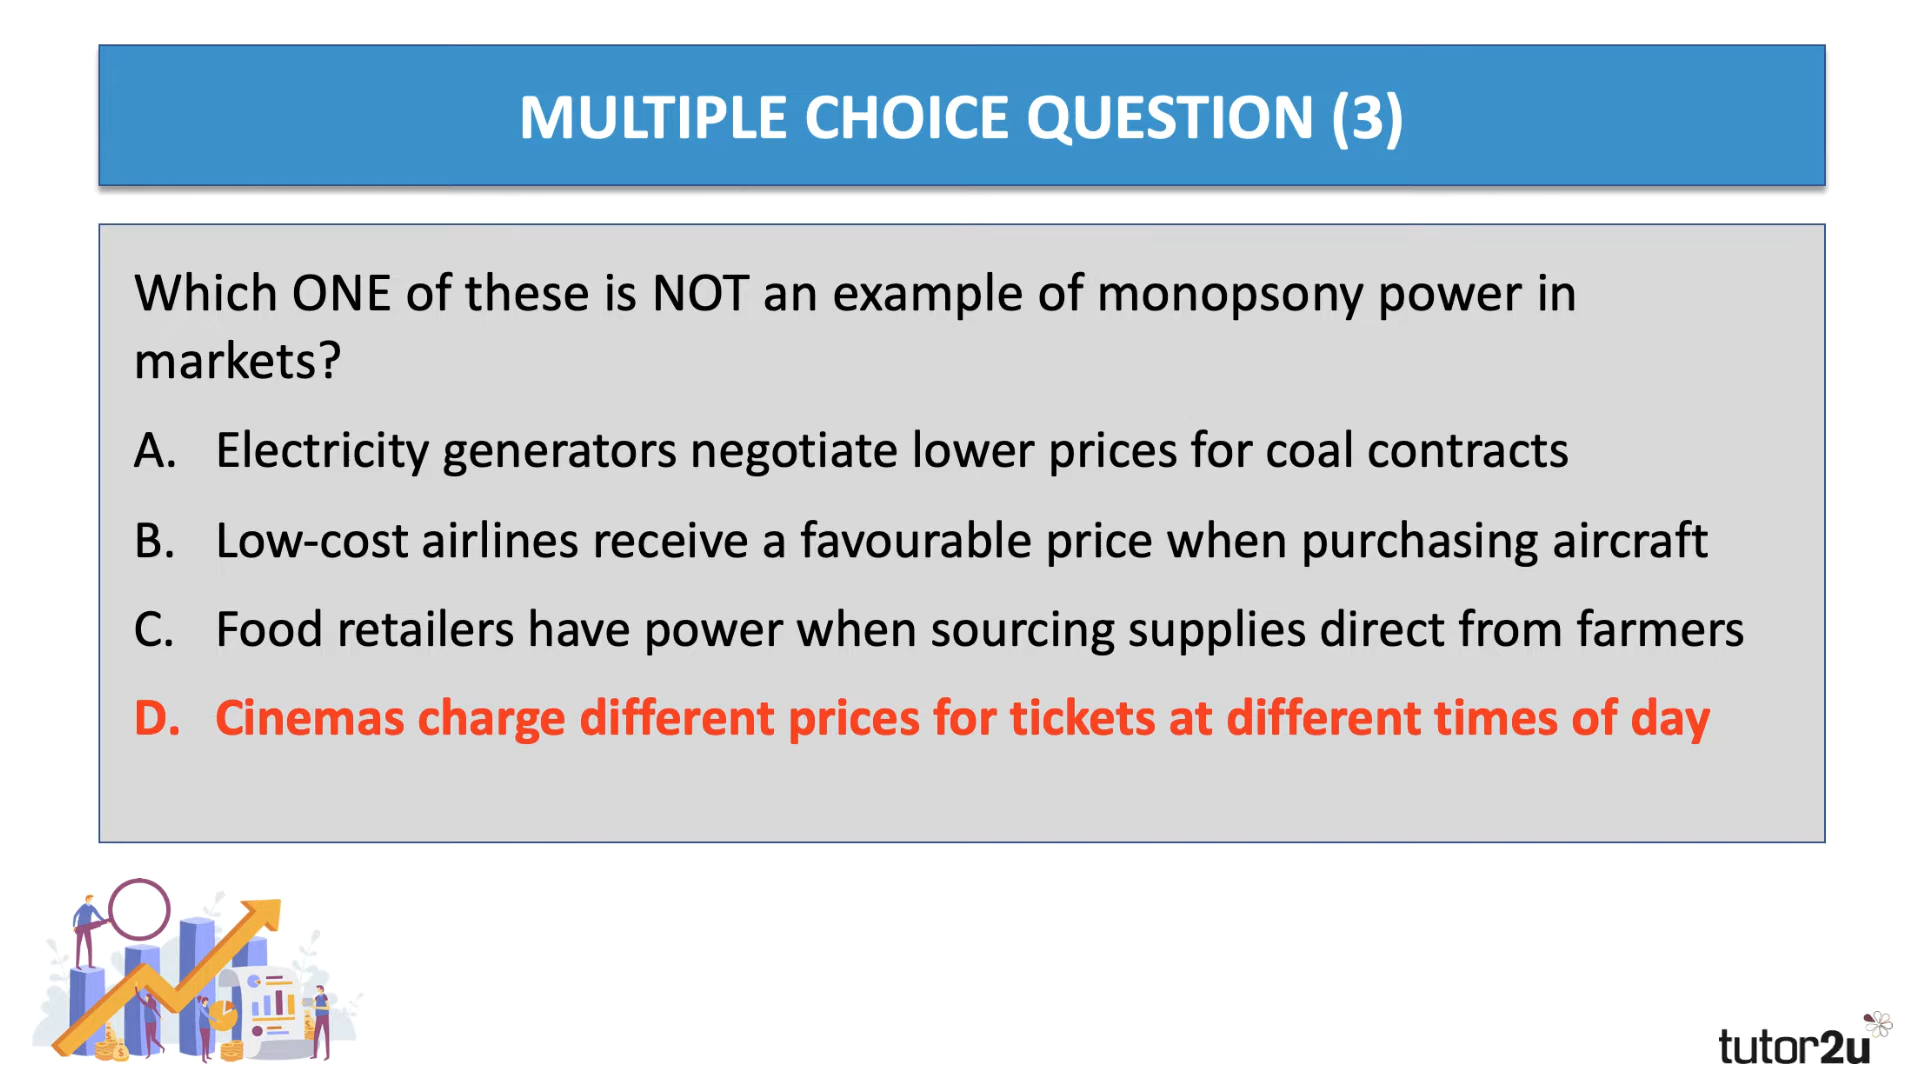 MULTIPLE CHOICE QUESTION (3)
Which ONE of these is NOT an example of monopsony power in
markets?
A. Electricity generators negotiate lower prices for coal contracts
B. Low-cost airlines receive a favourable price when purchasing aircraft
C. Food retailers have power when sourcing supplies direct from farmers
D. Cinemas charge different prices for tickets at different times of day
tutor2u